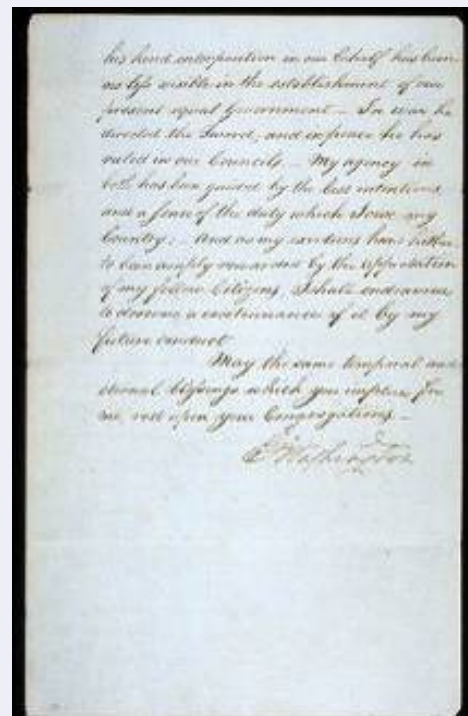 his kind interposition in our behalf has been
no less visible in the establishment of our
present equal Government — In war he
directed the Sword, and in peace he has
ruled in our Councils — My agency in
both has been guided by the best intentions
and a sense of the duty which I owe my
Country: And as my exertions have hither
to been amply rewarded by the approbation
of my fellow Citizens, I shall endeavour
to deserve a continuance of it by my
future conduct
May the same temporal and
eternal blessings which you implore for
me, rest upon your Congregations —
Go Washington